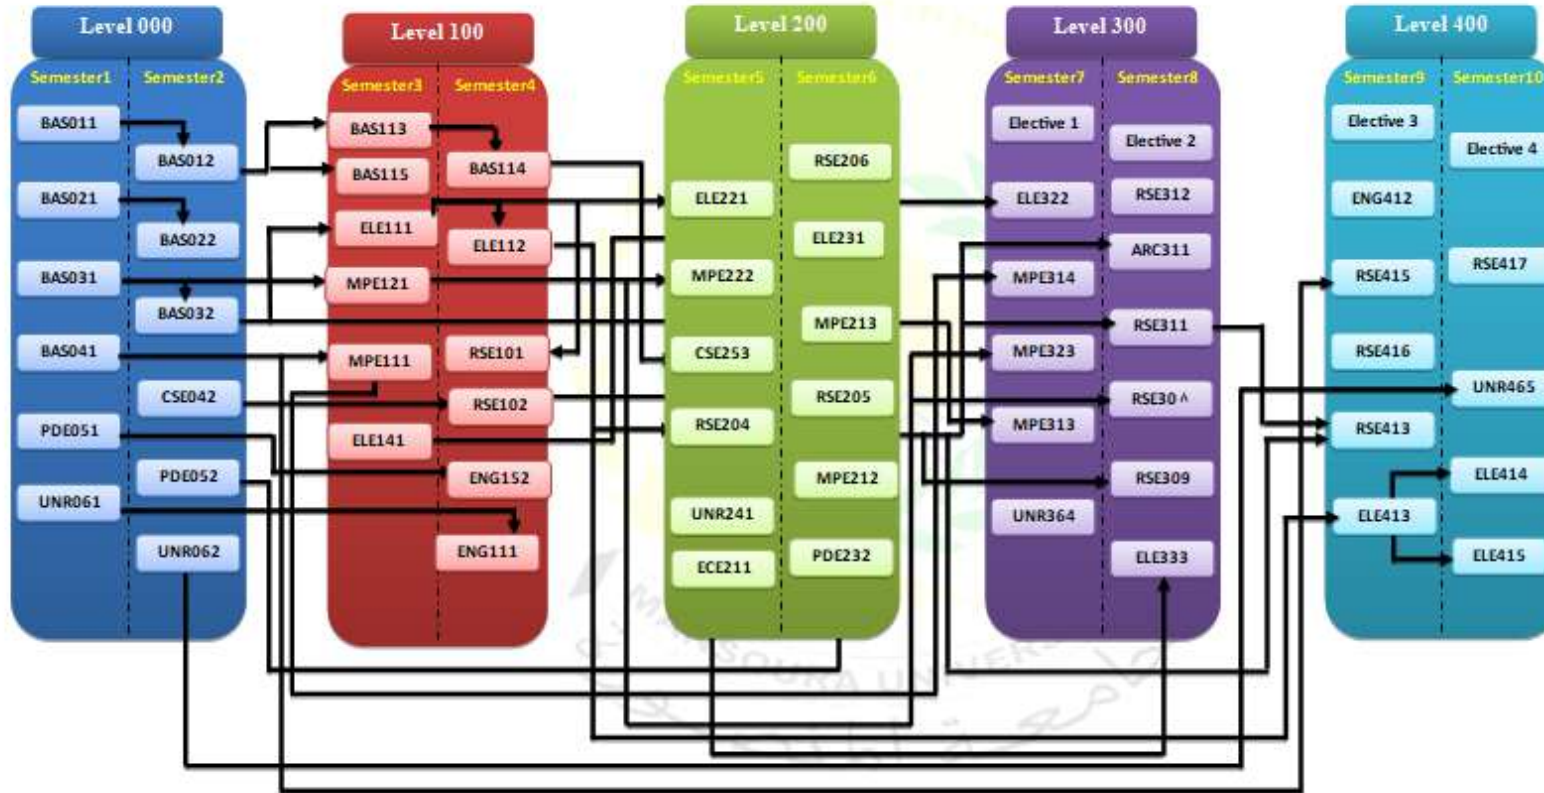 Level 000
Semester1
Semester2
BAS011
BAS012
BAS021
BAS022
BAS031
BAS032
BAS041
CSE042
PDE051
PDE052
UNR061
UNR062
Level 100
Semester3
Semester4
BAS113
BAS115
BAS114
ELE111
ELE112
MPE121
RSE101
MPE111
RSE102
ELE141
ENG152
ENG111
Level 200
Semester5
Semester6
RSE206
ELE221
ELE231
MPE222
MPE213
CSE253
RSE205
RSE204
MPE212
UNR241
PDE232
ECE211
Level 300
Semester7
Semester8
Elective 1
Elective 2
ELE322
RSE312
ARC311
MPE314
RSE311
MPE323
RSE30^
MPE313
RSE309
UNR364
ELE333
Level 400
Semester9
Semester10
Elective 3
Elective 4
ENG412
RSE417
RSE415
RSE416
UNR465
RSE413
ELE414
ELE413
ELE415
MANSOURA UNIVERS